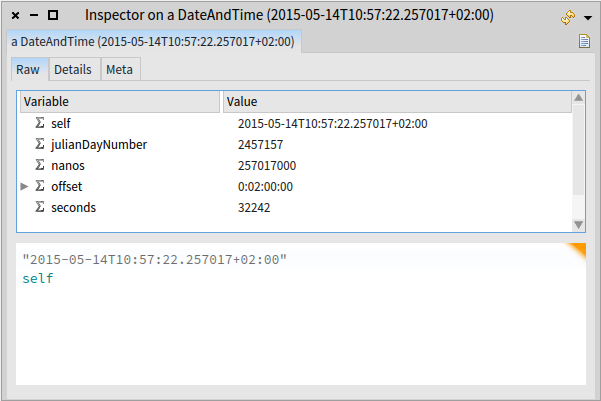 Inspector on a DateAndTime (2015-05-14T10:57:22.257017+02:00)
a DateAndTime (2015-05-14T10:57:22.257017+02:00)
Raw Details Meta
Variable Value
self 2015-05-14T10:57:22.257017+02:00
julianDayNumber 2457157
nanos 257017000
offset 0:02:00:00
seconds 32242
"2015-05-14T10:57:22.257017+02:00"
self